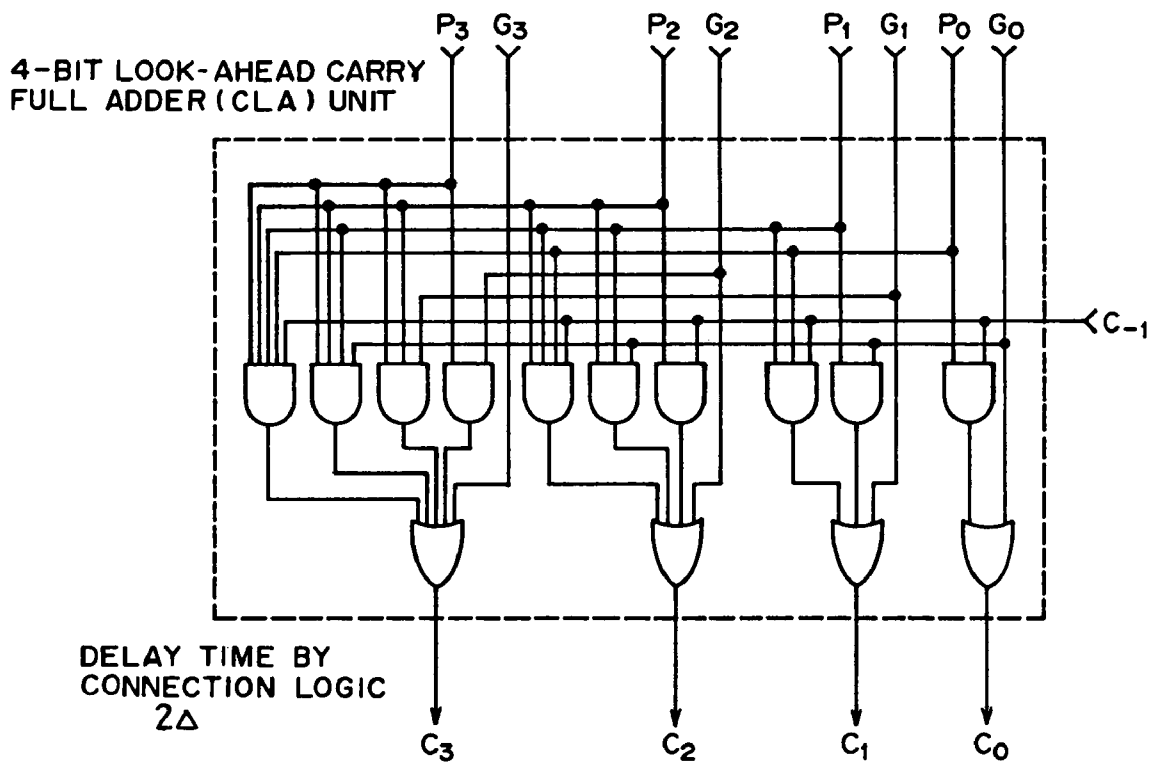 P3 G3 P2 G2 P1 G1 P0 G0
4-BIT LOOK-AHEAD CARRY
FULL ADDER (CLA) UNIT
C-1
DELAY TIME BY
CONNECTION LOGIC
2△
C3 C2 C1 C0